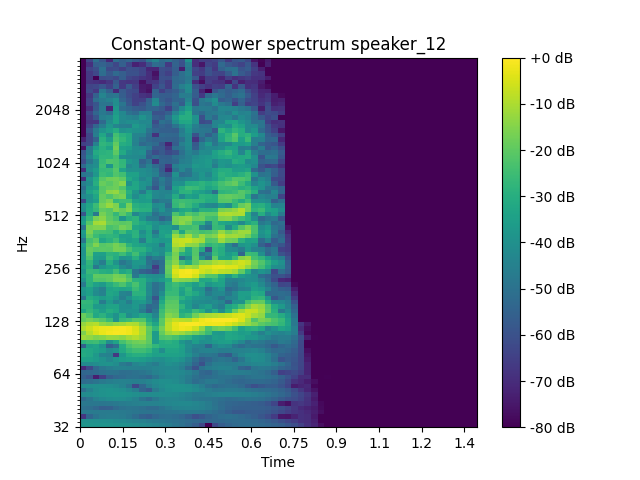 Constant-Q power spectrum speaker_12
+0 dB
-10 dB
-20 dB
-30 dB
-40 dB
-50 dB
-60 dB
-70 dB
-80 dB
2048
1024
512
256
128
64
32
Hz
0 0.15 0.3 0.45 0.6 0.75 0.9 1.1 1.2 1.4
Time